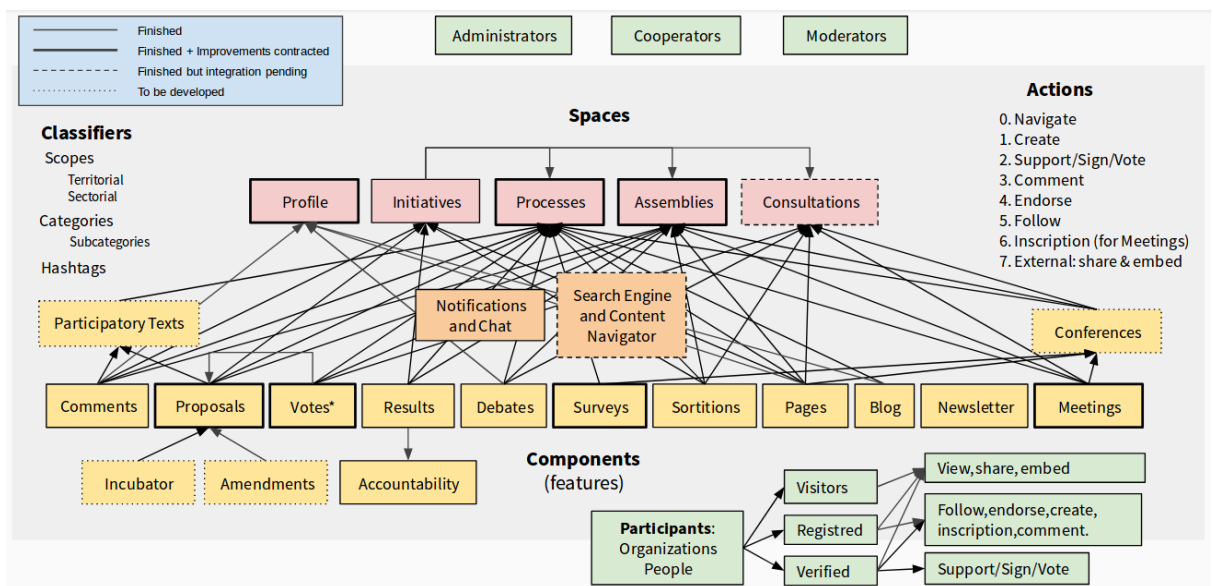 Finished
Finished + Improvements contracted
Finished but integration pending
To be developed
Administrators
Cooperators
Moderators
Classifiers
Scopes
Territorial
Sectorial
Categories
Subcategories
Hashtags
Spaces
Actions
0. Navigate
1. Create
2. Support/Sign/Vote
3. Comment
4. Endorse
5. Follow
6. Inscription (for Meetings)
7. External: share & embed
Profile
Initiatives
Processes
Assemblies
Consultations
Participatory Texts
Notifications
and Chat
Search Engine
and Content
Navigator
Conferences
Comments
Proposals
Votes*
Results
Debates
Surveys
Sortitions
Pages
Blog
Newsletter
Meetings
Incubator
Amendments
Accountability
Components
(features)
Participants:
Organizations
People
Visitors
Registred
Verified
View,share,embed
Follow,endorse,create,
inscription,comment.
Support/Sign/Vote